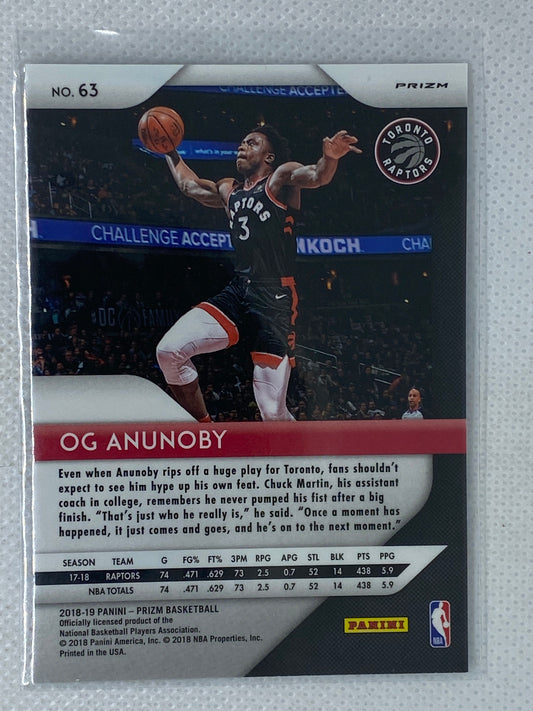 NO. 63
CHALLENGE ACCEPTE
PRIZM
TORONTO
RAPTORS
what's in your w
RAPTORS
3
CHALLENGE ACCEPT
NKOCH
CHA
OG ANUNOBY
Even when Anunoby rips off a huge play for Toronto, fans shouldn't
expect to see him hype up his own feat. Chuck Martin, his assistant
coach in college, remembers he never pumped his fist after a big
finish. "That's just who he really is," he said. "Once a moment has
happened, it just comes and goes, and he's on to the next moment."
SEASON TEAM G FG% FT% 3PM RPG APG STL BLK PTS PPG
17-18 RAPTORS 74 .471 .629 73 2.5 0.7 52 14 438 5.9
NBA TOTALS 74 .471 .629 73 2.5 0.7 52 14 438 5.9
2018-19 PANINI – PRIZM BASKETBALL
Officially licensed product of the
National Basketball Players Association.
© 2018 Panini America, Inc. © 2018 NBA Properties, Inc.
Printed in the USA.
PANINI
NBA